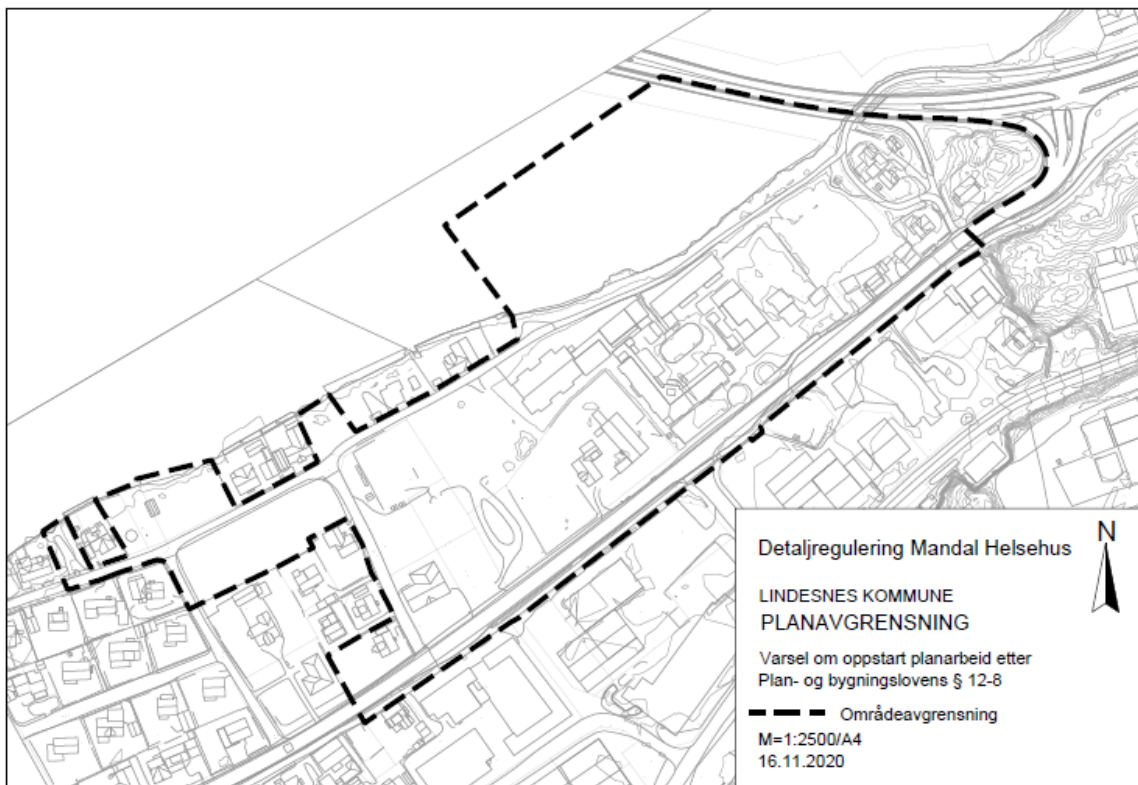 Detaljregulering Mandal Helsehus
N
LINDESNES KOMMUNE
PLANAVGRENSNING
Varsel om oppstart planarbeid etter
Plan- og bygningslovens § 12-8
Områdeavgrensning
M=1:2500/A4
16.11.2020